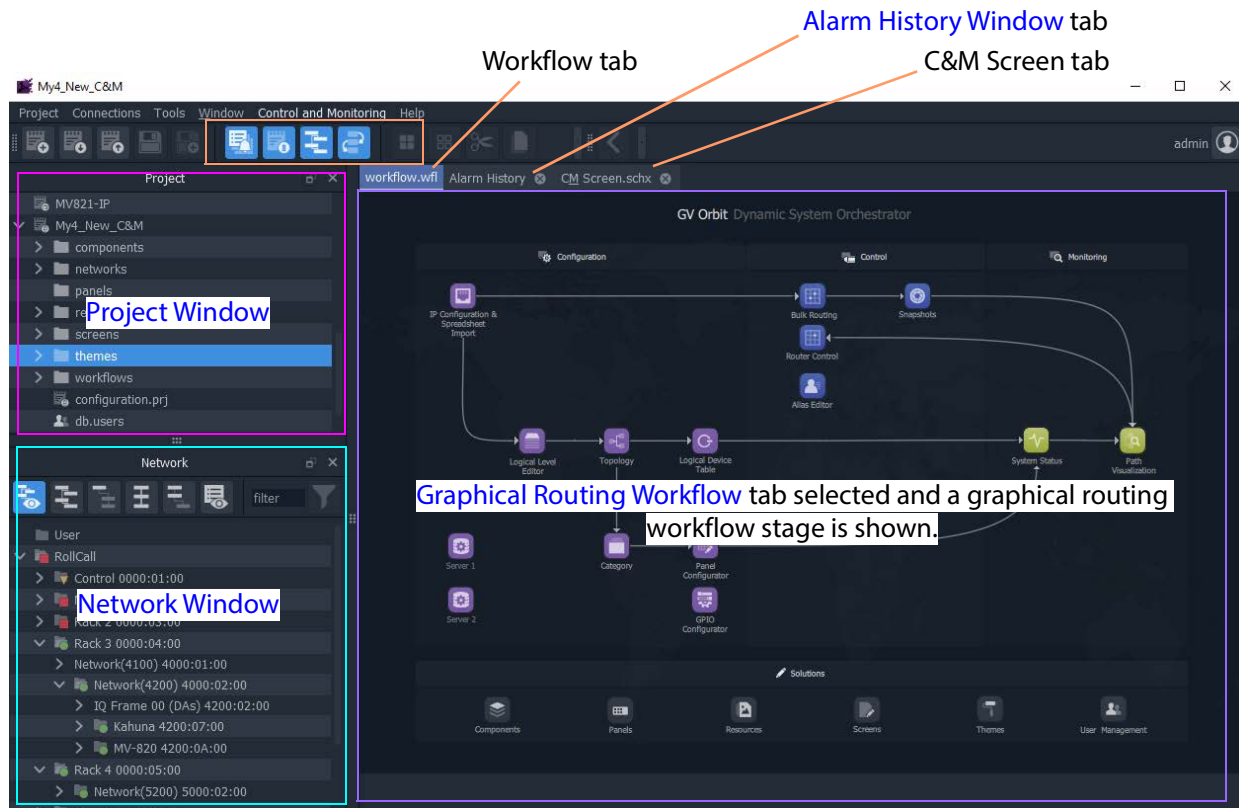 Alarm History Window tab
Workflow tab
C&M Screen tab
My4_New_C&M
Project Connections Tools Window Control and Monitoring Help
admin
Project
workflow.wfl
Alarm History
CM Screen.schx
MV821-IP
My4_New_C&M
components
networks
panels
re
Project Window
screens
themes
workflows
configuration.prj
db.users
GV Orbit Dynamic System Orchestrator
Configuration
Control
Monitoring
IP Configuration &
Spreadsheet
Import
Bulk Routing
Snapshots
Router Control
Alias Editor
Logical Level
Editor
Topology
Logical Device
Table
System Status
Path
Visualization
Graphical Routing Workflow tab selected and a graphical routing
workflow stage is shown.
Server 1
Category
Panel
Configurator
Server 2
GPIO
Configurator
Solutions
Components
Panels
Resources
Screens
Themes
User Management
Network
filter
User
RollCall
Control 0000:01:00
Network Window
Rack 2 0000:03:00
Rack 3 0000:04:00
Network(4100) 4000:01:00
Network(4200) 4000:02:00
IQ Frame 00 (DAs) 4200:02:00
Kahuna 4200:07:00
MV-820 4200:0A:00
Rack 4 0000:05:00
Network(5200) 5000:02:00